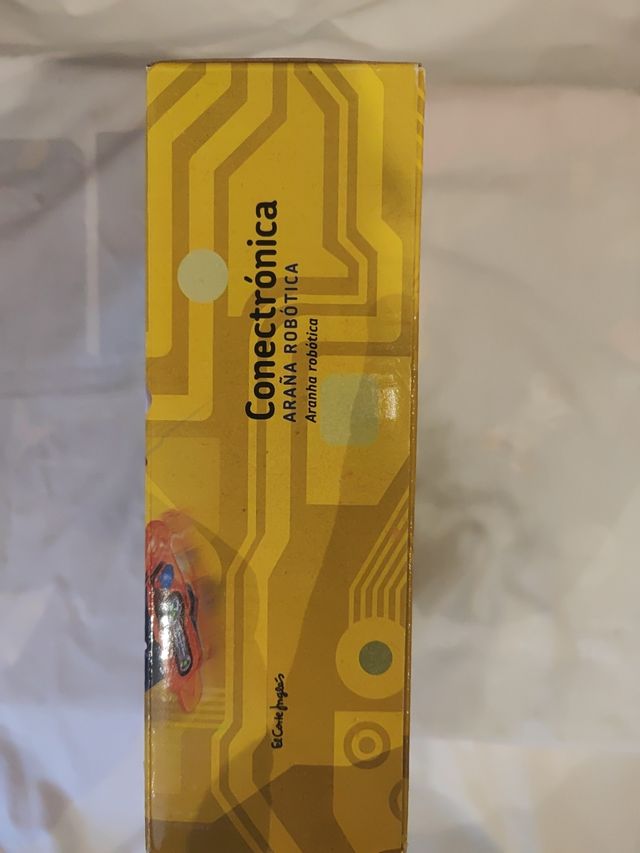 Conectrónica
ARAÑA ROBÓTICA
Aranha robótica
El Corte Inglés